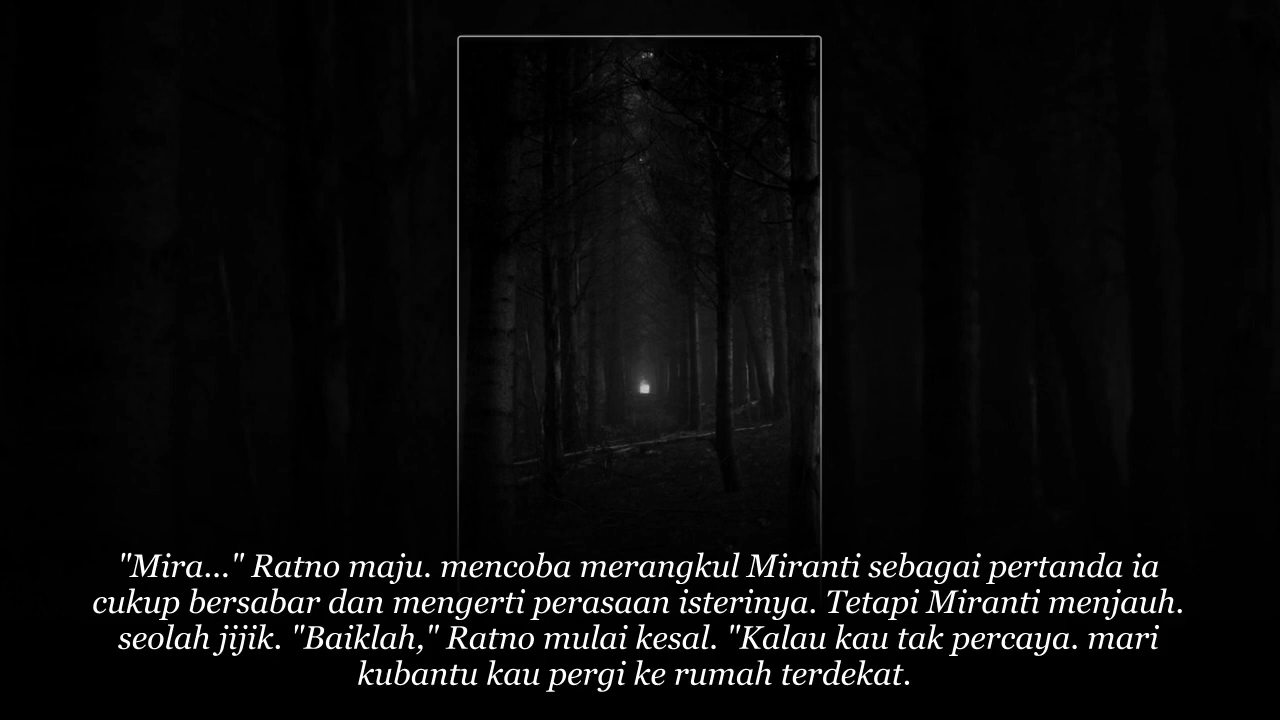 "Mira..." Ratno maju. mencoba merangkul Miranti sebagai pertanda ia
cukup bersabar dan mengerti perasaan isterinya. Tetapi Miranti menjauh.
seolah jijik. "Baiklah," Ratno mulai kesal. "Kalau kau tak percaya. mari
kubantu kau pergi ke rumah terdekat.